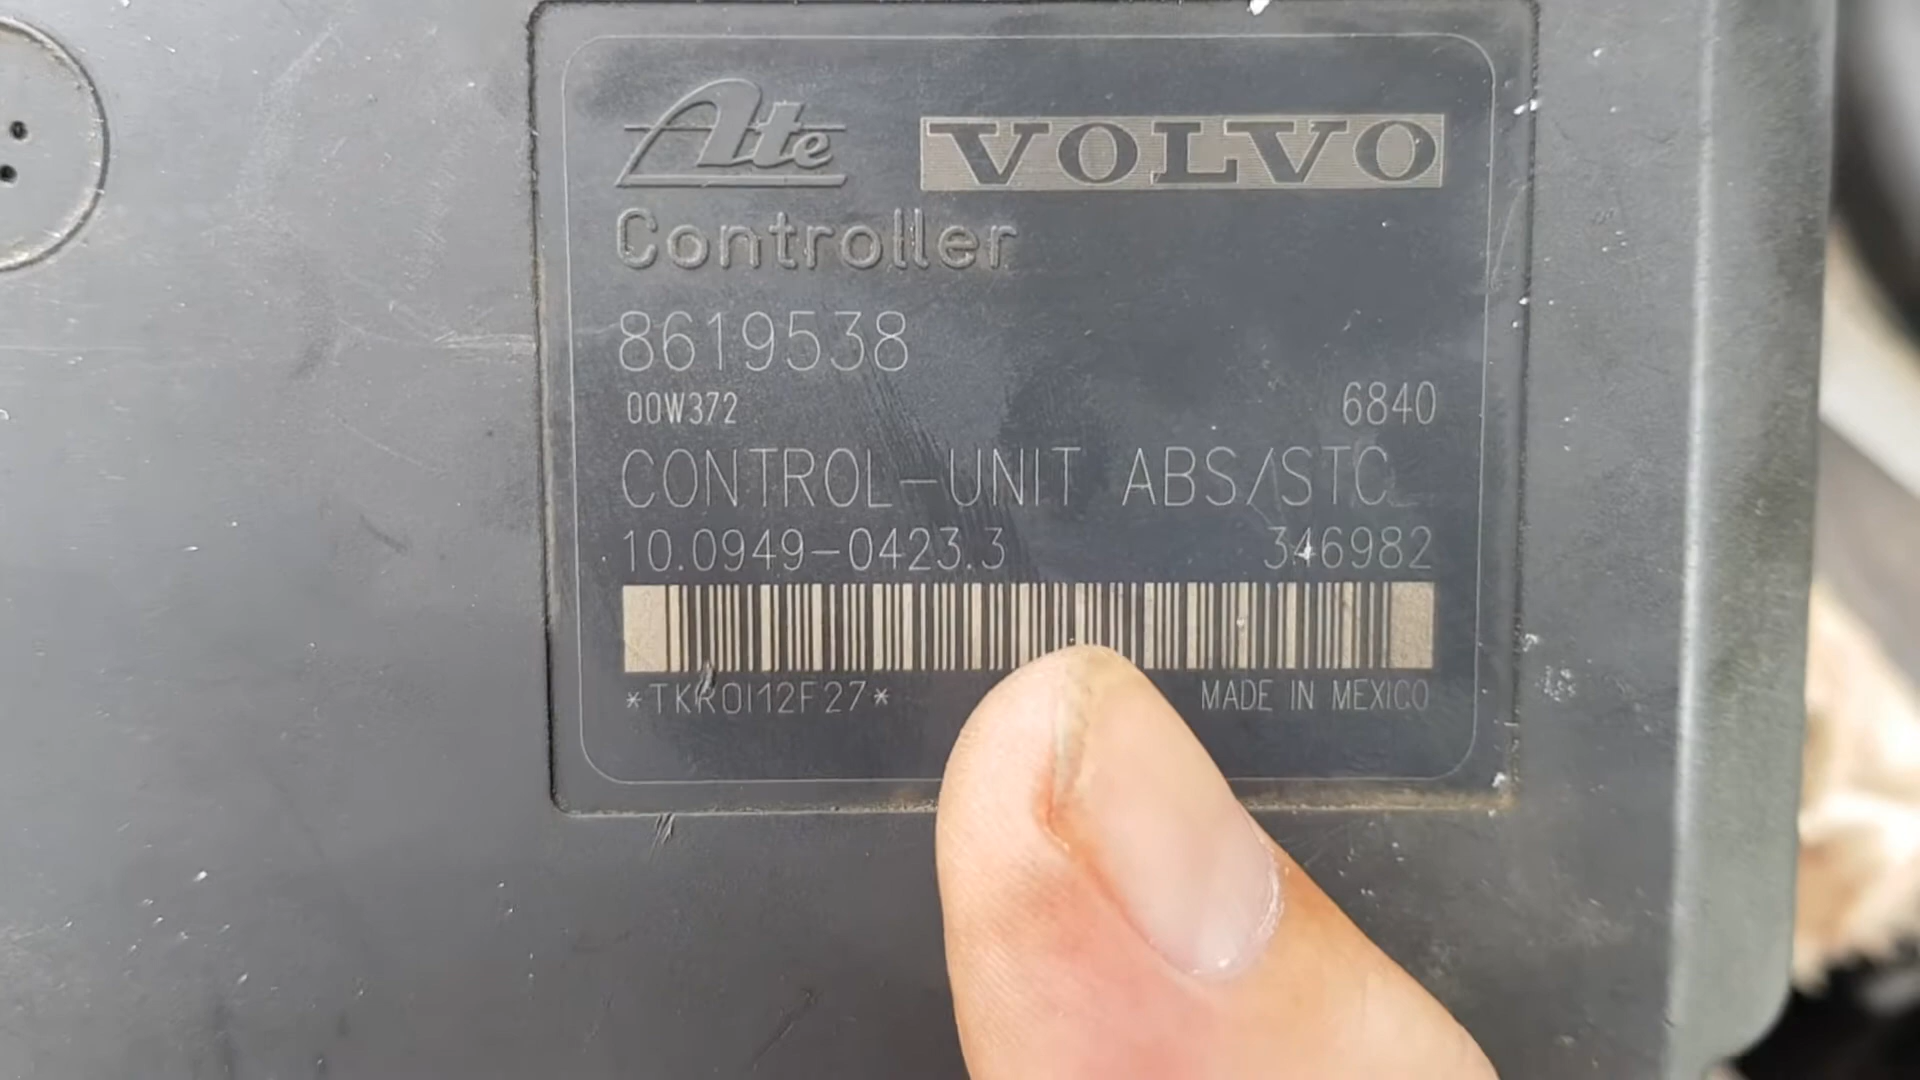 Ate VOLVO
Controller
8619538
00W372 6840
CONTROL-UNIT ABS/STC
10.0949-0423.3 346982
*TKR0I12F27* MADE IN MEXICO